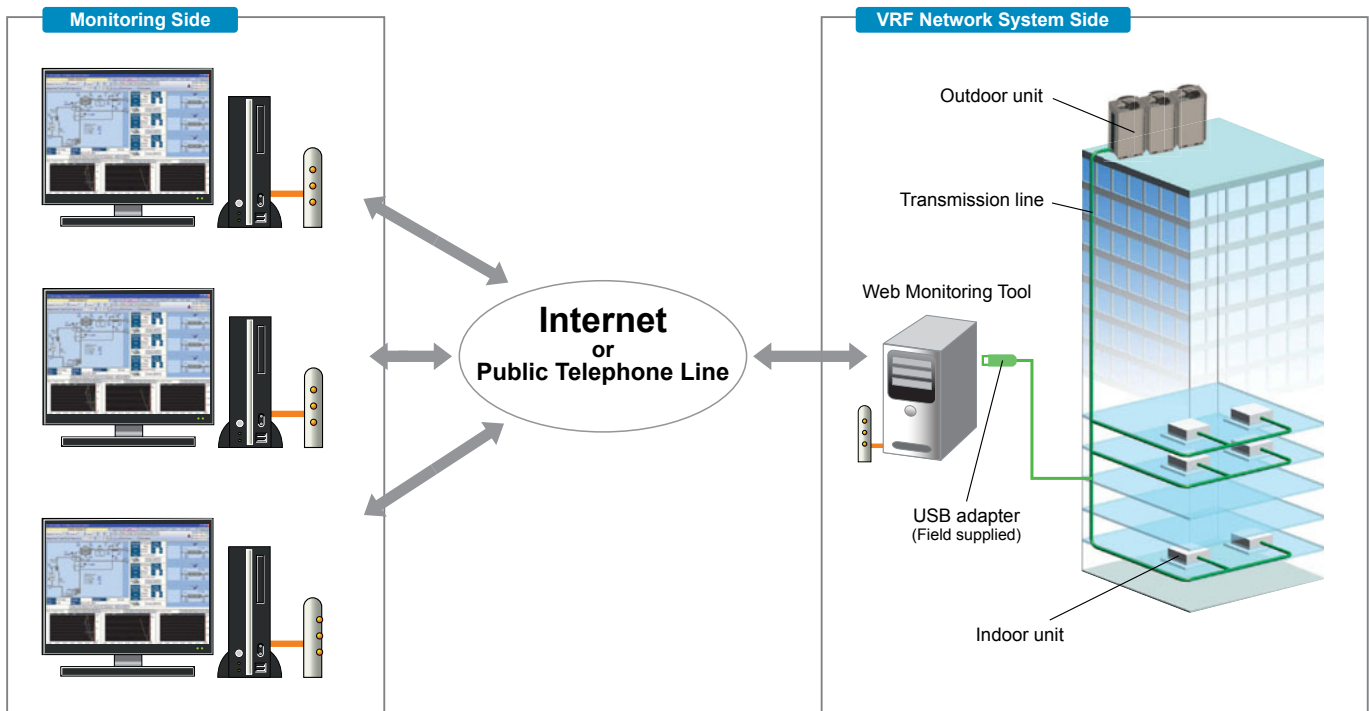 Monitoring Side
Internet
or
Public Telephone Line
VRF Network System Side
Outdoor unit
Transmission line
Web Monitoring Tool
USB adapter
(Field supplied)
Indoor unit